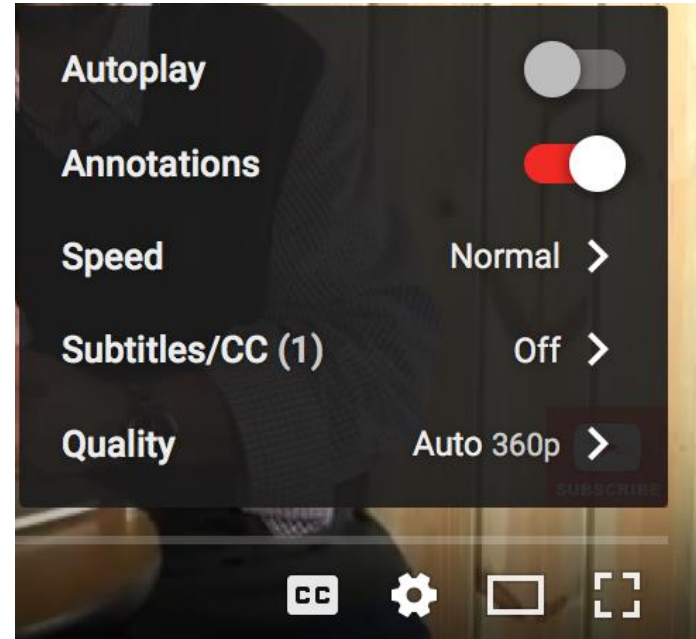 Autoplay
Annotations
Speed Normal
Subtitles/CC (1) Off
Quality Auto 360p
SUBSCRIBE
CC